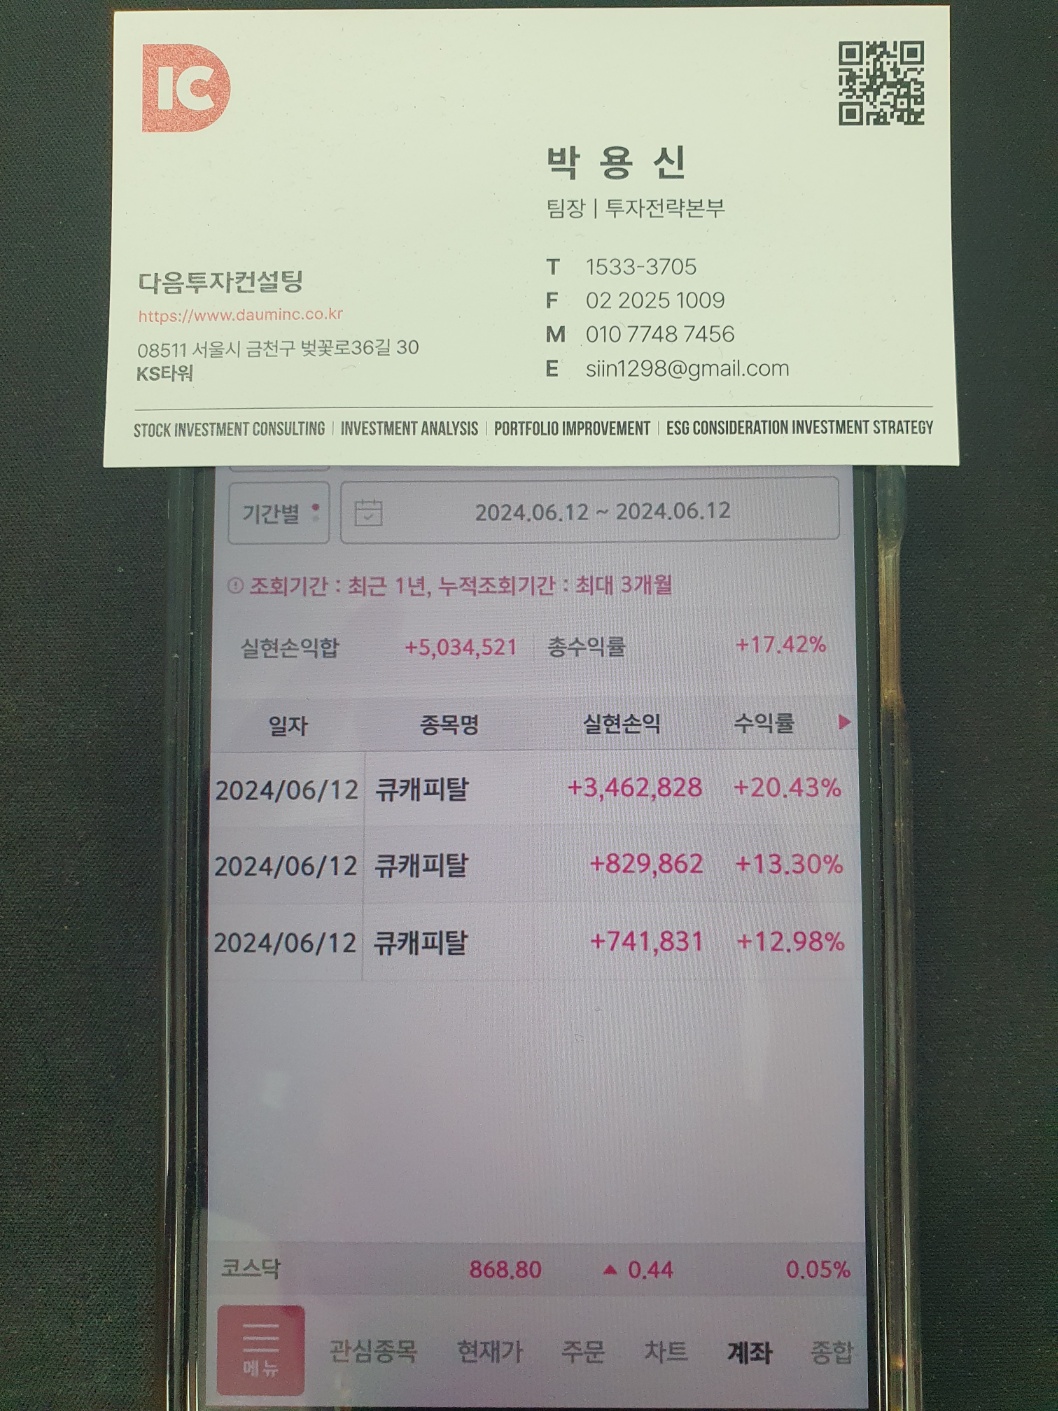 IC
박 용 신
팀장 | 투자전략본부
T 1533-3705
F 02 2025 1009
M 010 7748 7456
E siin1298@gmail.com
다음투자컨설팅
https://www.dauminc.co.kr
08511 서울시 금천구 벚꽃로36길 30
KS타워
STOCK INVESTMENT CONSULTING | INVESTMENT ANALYSIS | PORTFOLIO IMPROVEMENT | ESG CONSIDERATION INVESTMENT STRATEGY
기간별 2024.06.12 ~ 2024.06.12
조회기간 : 최근 1년, 누적조회기간 : 최대 3개월
실현손익합 +5,034,521 총수익률 +17.42%
일자 종목명 실현손익 수익률
2024/06/12 큐캐피탈 +3,462,828 +20.43%
2024/06/12 큐캐피탈 +829,862 +13.30%
2024/06/12 큐캐피탈 +741,831 +12.98%
코스닥 868.80 ▲ 0.44 0.05%
메뉴 관심종목 현재가 주문 차트 계좌 종합